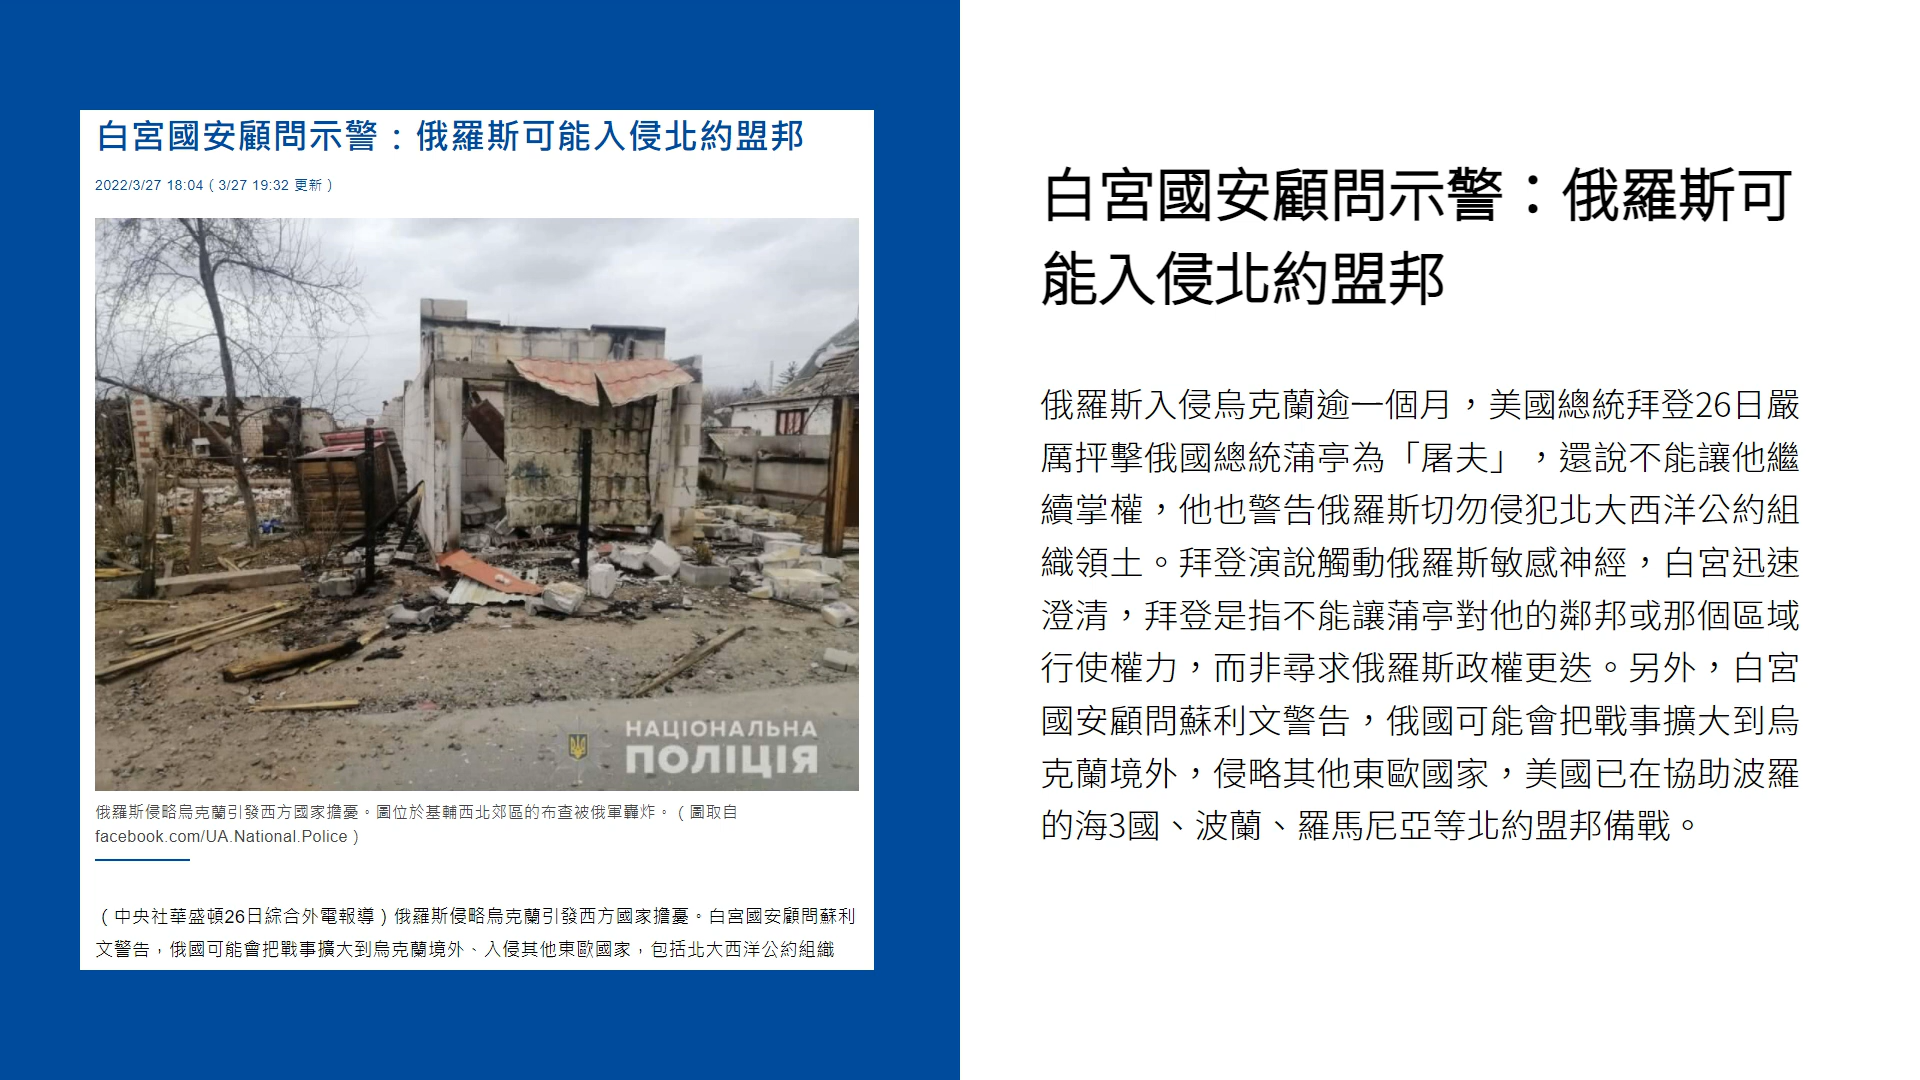 白宮國安顧問示警：俄羅斯可能入侵北約盟邦
2022/3/27 18:04（3/27 19:32 更新）
НАЦІОНАЛЬНА
ПОЛІЦІЯ
俄羅斯侵略烏克蘭引發西方國家擔憂。圖位於基輔西北郊區的布查被俄軍轟炸。（圖取自
facebook.com/UA.National.Police）
（中央社華盛頓26日綜合外電報導）俄羅斯侵略烏克蘭引發西方國家擔憂。白宮國安顧問蘇利
文警告，俄國可能會把戰事擴大到烏克蘭境外、入侵其他東歐國家，包括北大西洋公約組織
白宮國安顧問示警：俄羅斯可
能入侵北約盟邦
俄羅斯入侵烏克蘭逾一個月，美國總統拜登26日嚴
厲抨擊俄國總統蒲亭為「屠夫」，還說不能讓他繼
續掌權，他也警告俄羅斯切勿侵犯北大西洋公約組
織領土。拜登演說觸動俄羅斯敏感神經，白宮迅速
澄清，拜登是指不能讓蒲亭對他的鄰邦或那個區域
行使權力，而非尋求俄羅斯政權更迭。另外，白宮
國安顧問蘇利文警告，俄國可能會把戰事擴大到烏
克蘭境外，侵略其他東歐國家，美國已在協助波羅
的海3國、波蘭、羅馬尼亞等北約盟邦備戰。